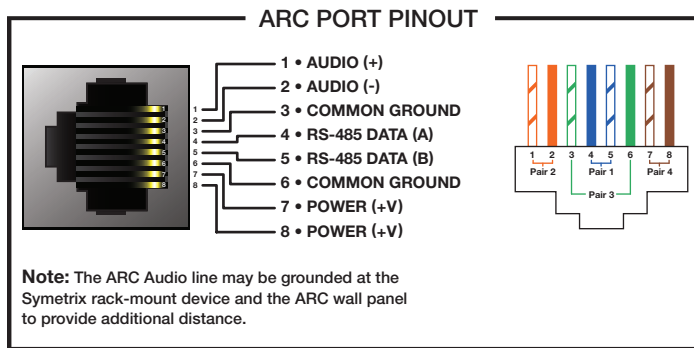 ARC PORT PINOUT
1 • AUDIO (+)
2 • AUDIO (-)
3 • COMMON GROUND
4 • RS-485 DATA (A)
5 • RS-485 DATA (B)
6 • COMMON GROUND
7 • POWER (+V)
8 • POWER (+V)
1
2
3
4
5
6
7
8
1
2
3
4
5
6
7
8
1 2 3 4 5 6 7 8
Pair 2 Pair 1 Pair 4
Pair 3
Note: The ARC Audio line may be grounded at the
Symetrix rack-mount device and the ARC wall panel
to provide additional distance.